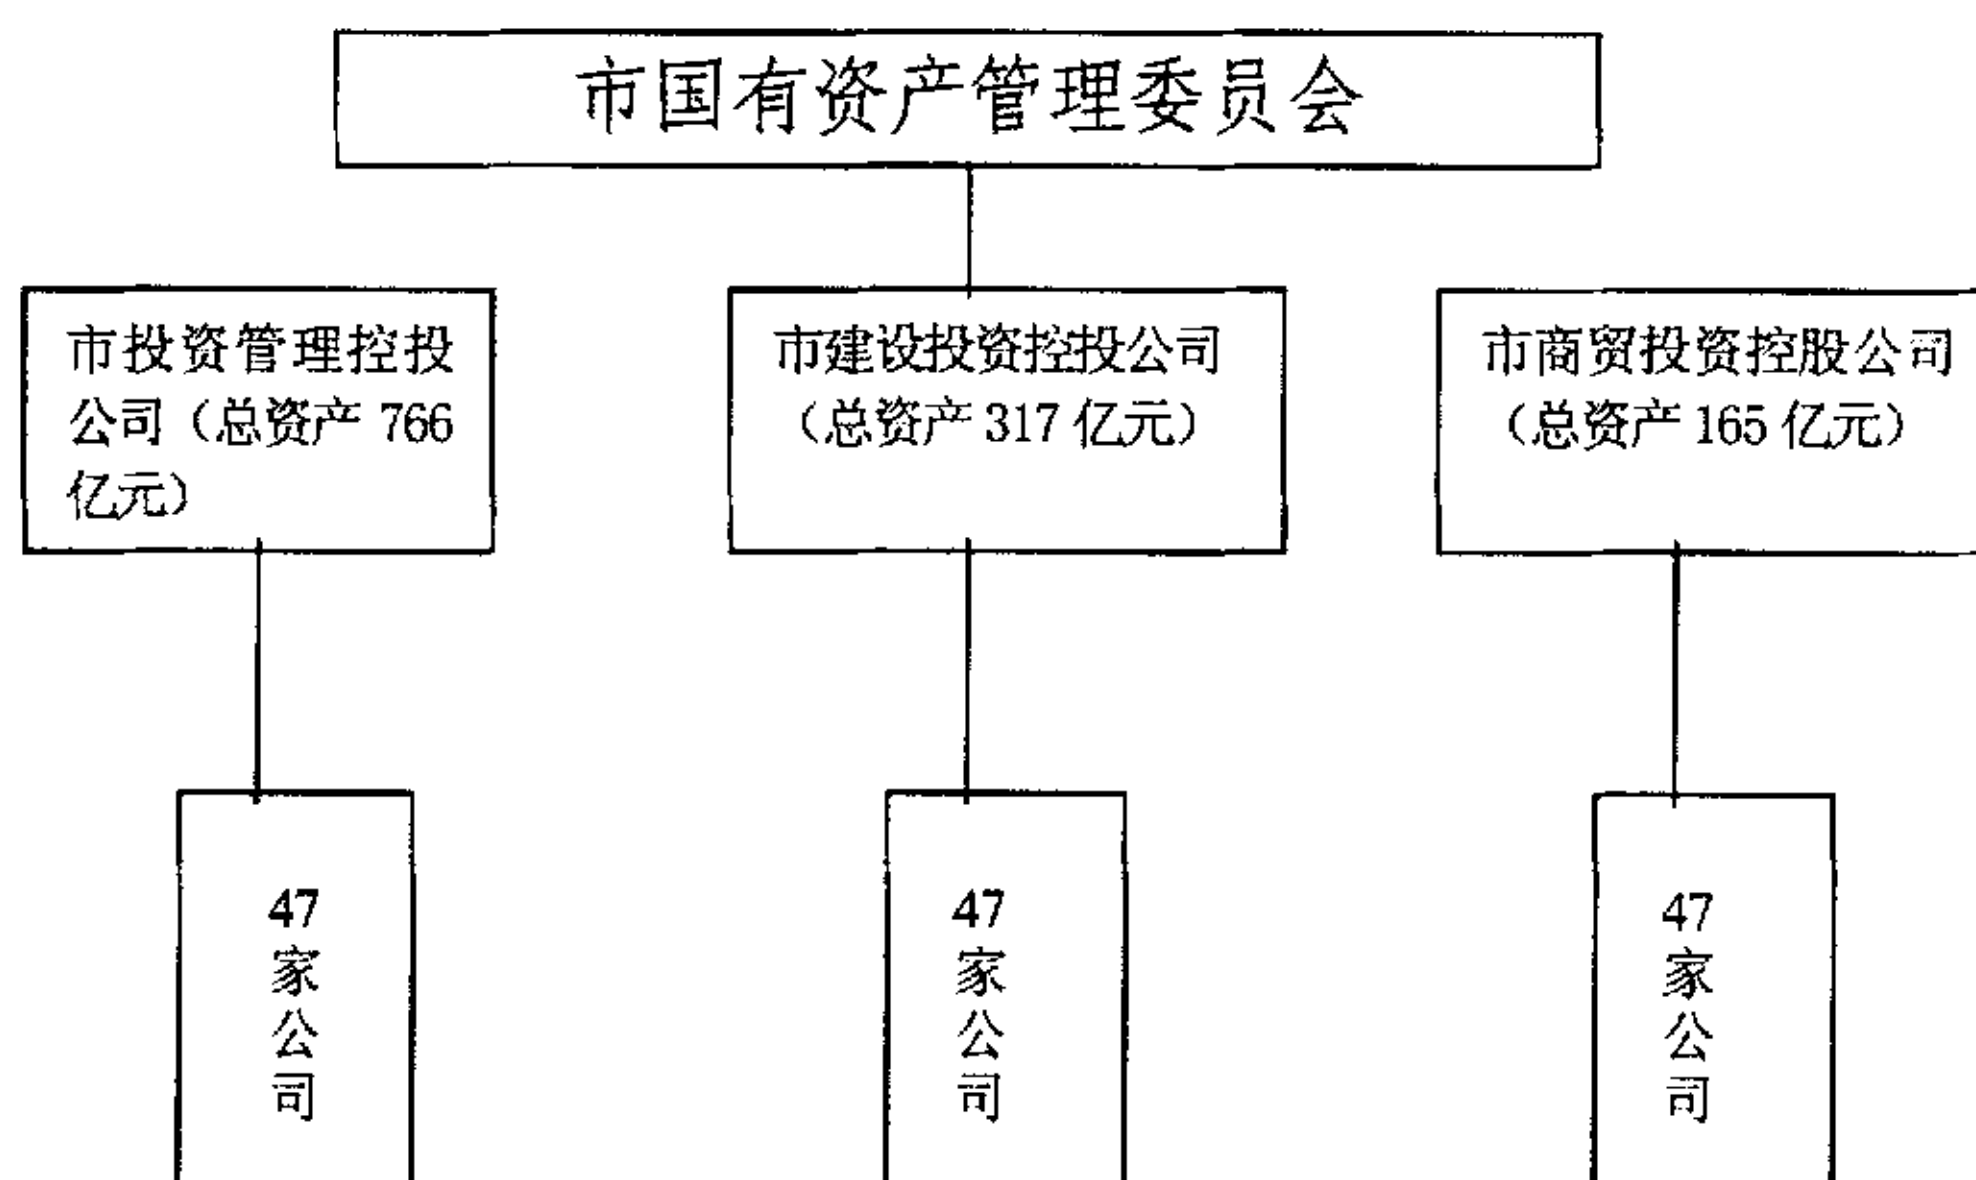 市国有资产管理委员会
市投资管理控投
公司（总资产 766
亿元）
市建设投资控投公司
（总资产 317 亿元）
市商贸投资控股公司
（总资产 165 亿元）
47
家
公
司
47
家
公
司
47
家
公
司